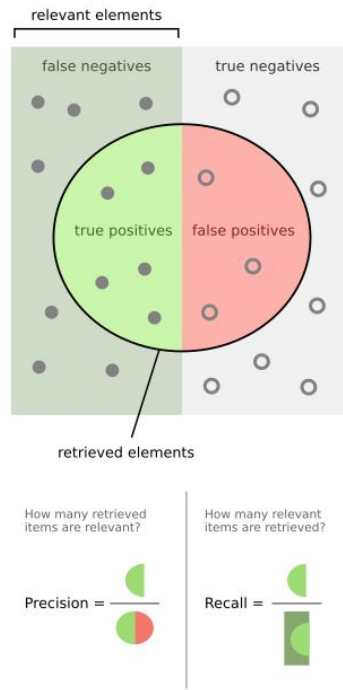 relevant elements
false negatives
true negatives
true positives
false positives
retrieved elements
How many retrieved
items are relevant?
Precision =
How many relevant
items are retrieved?
Recall =